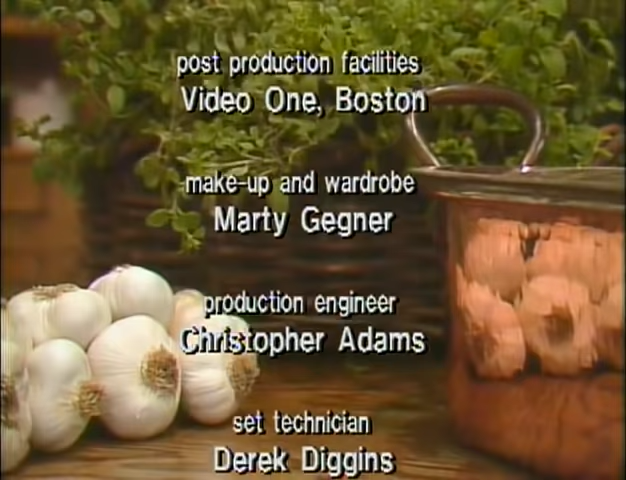 post production facilities
Video One, Boston
make-up and wardrobe
Marty Gegner
production engineer
Christopher Adams
set technician
Derek Diggins